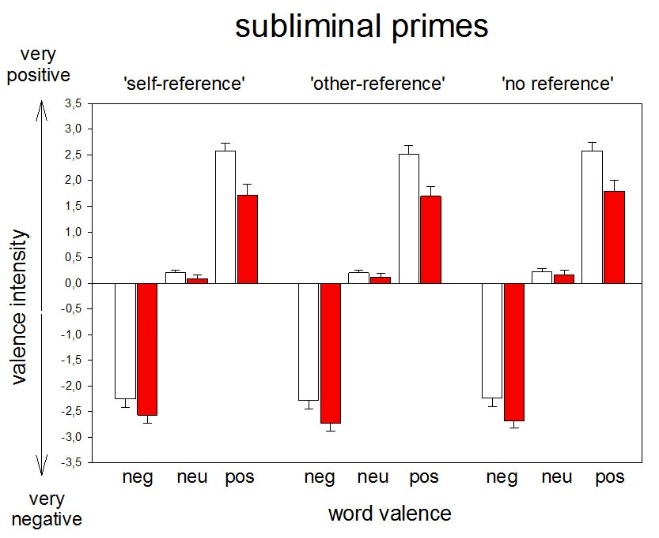 subliminal primes
very
positive
'self-reference'
'other-reference'
'no reference'
3,5
3,0
2,5
2,0
1,5
1,0
0,5
0,0
-0,5
-1,0
-1,5
-2,0
-2,5
-3,0
-3,5
valence intensity
neg neu pos
neg neu pos
neg neu pos
very
negative
word valence